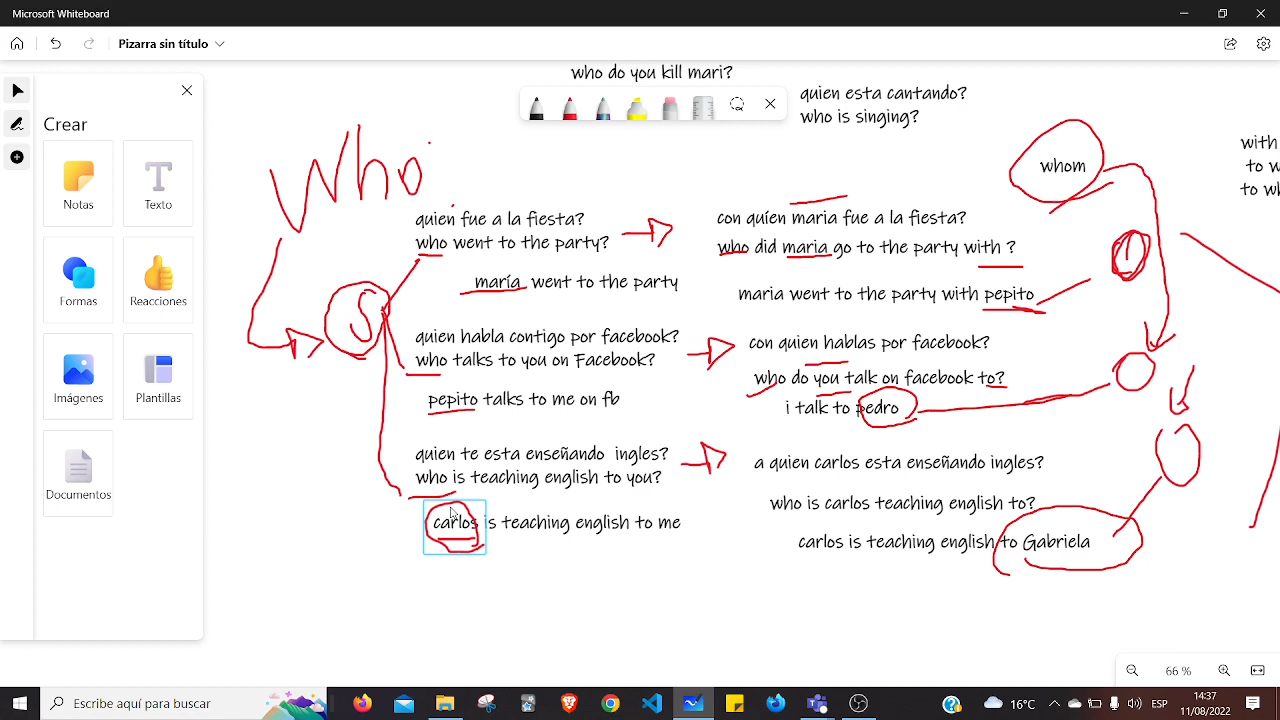 Microsoft Whiteboard
Pizarra sin título
Crear
Notas
Texto
Formas
Reacciones
Imágenes
Plantillas
Documentos
who do you kill mari?
quien esta cantando?
who is singing?
Who
whom
with
to w
to wh
quien fue a la fiesta?
who went to the party?
maría went to the party
con quíen maria fue a la fiesta?
who did maria go to the party with ?
maria went to the party with pepito
S
quien habla contigo por facebook?
who talks to you on Facebook?
pepito talks to me on fb
con quien hablas por facebook?
who do you talk on facebook to?
i talk to pedro
quien te esta enseñando ingles?
who is teaching english to you?
carlos is teaching english to me
a quien carlos esta enseñando ingles?
who is carlos teaching english to?
carlos is teaching english to Gabriela
66 %
Escribe aquí para buscar
16°C
ESP
14:37
11/08/2022